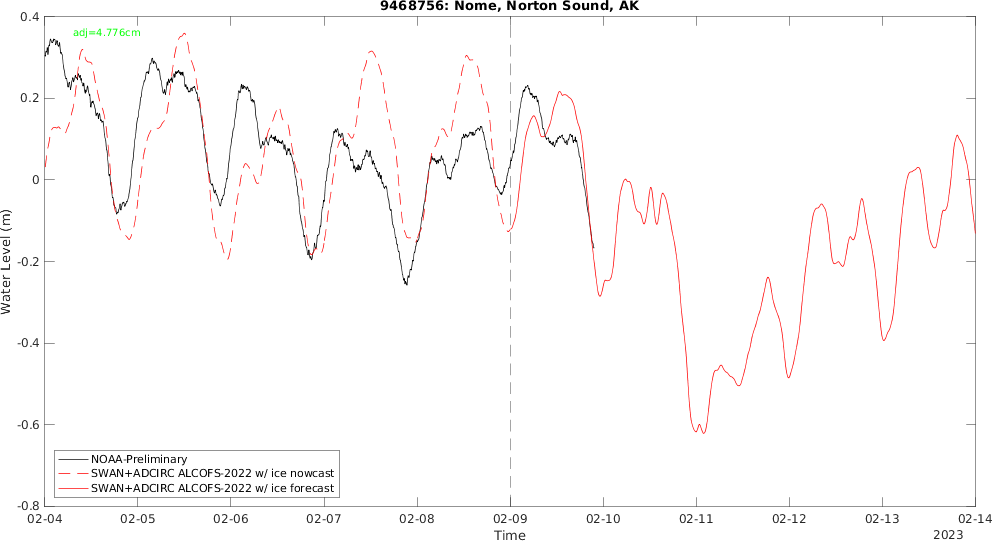 9468756: Nome, Norton Sound, AK
adj=4.776cm
0.4
0.2
0
-0.2
-0.4
-0.6
-0.8
Water Level (m)
NOAA-Preliminary
SWAN+ADCIRC ALCOFS-2022 w/ ice nowcast
SWAN+ADCIRC ALCOFS-2022 w/ ice forecast
02-04 02-05 02-06 02-07 02-08 02-09 02-10 02-11 02-12 02-13 02-14
Time
2023